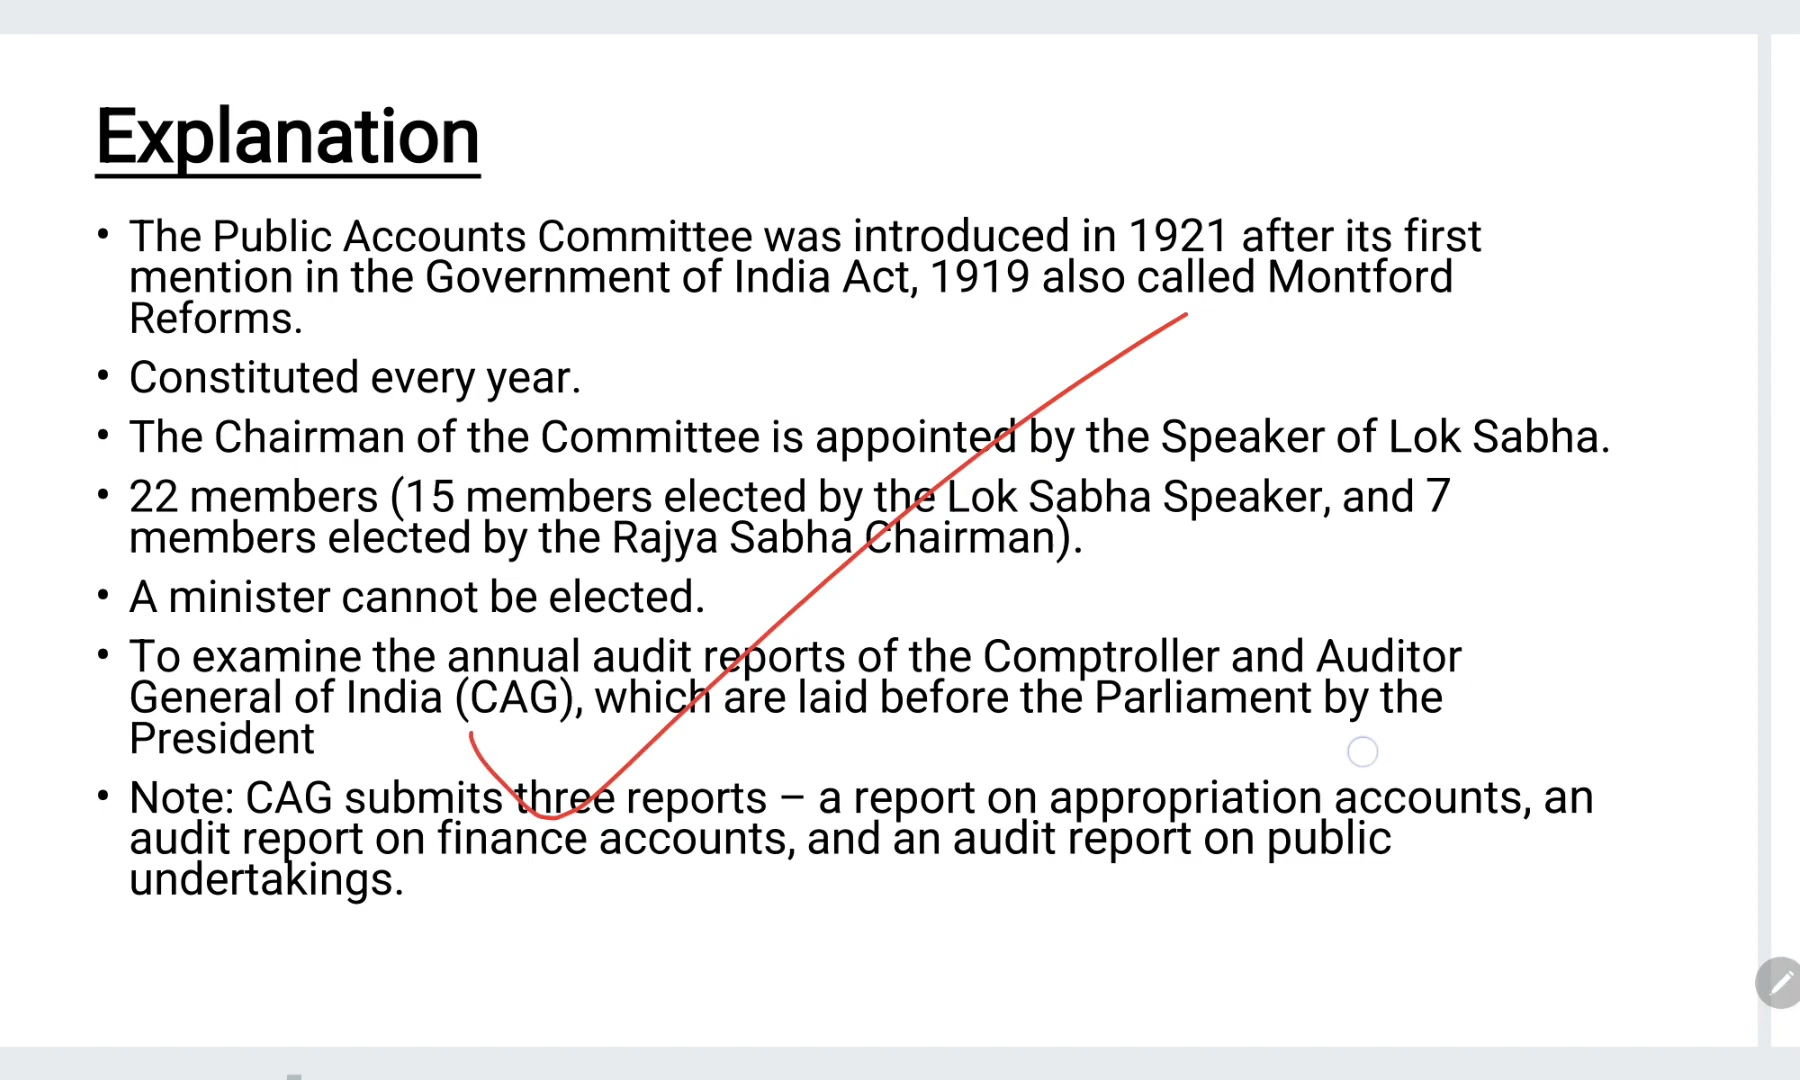 Explanation
• The Public Accounts Committee was introduced in 1921 after its first
mention in the Government of India Act, 1919 also called Montford
Reforms.
• Constituted every year.
• The Chairman of the Committee is appointed by the Speaker of Lok Sabha.
• 22 members (15 members elected by the Lok Sabha Speaker, and 7
members elected by the Rajya Sabha Chairman).
• A minister cannot be elected.
• To examine the annual audit reports of the Comptroller and Auditor
General of India (CAG), which are laid before the Parliament by the
President
• Note: CAG submits three reports – a report on appropriation accounts, an
audit report on finance accounts, and an audit report on public
undertakings.